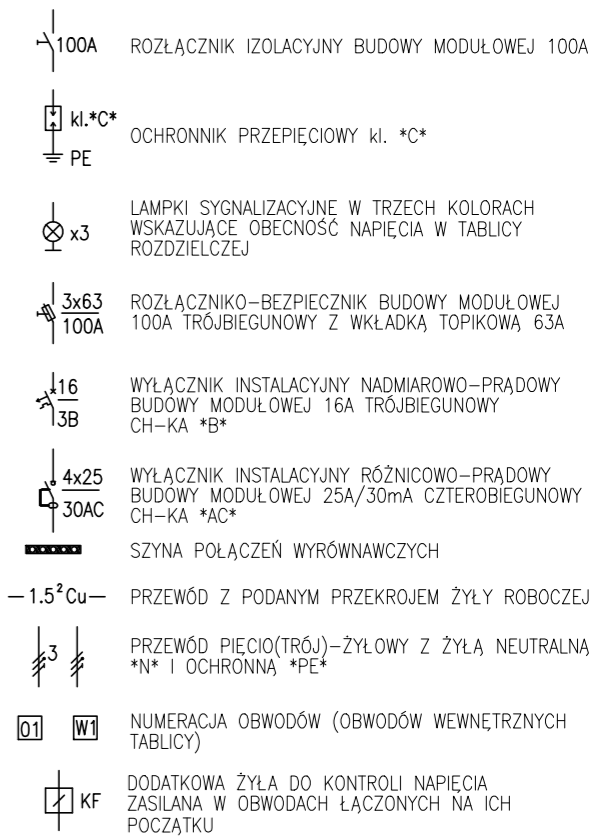 100A ROZŁĄCZNIK IZOLACYJNY BUDOWY MODUŁOWEJ 100A
kl.*C*
PE
OCHRONNIK PRZEPIĘCIOWY kl. *C*
x3
LAMPKI SYGNALIZACYJNE W TRZECH KOLORACH
WSKAZUJĄCE OBECNOŚĆ NAPIĘCIA W TABLICY
ROZDZIELCZEJ
3x63
100A
ROZŁĄCZNIKO-BEZPIECZNIK BUDOWY MODUŁOWEJ
100A TRÓJBIEGUNOWY Z WKŁADKĄ TOPIKOWĄ 63A
16
3B
WYŁĄCZNIK INSTALACYJNY NADMIAROWO-PRĄDOWY
BUDOWY MODUŁOWEJ 16A TRÓJBIEGUNOWY
CH-KA *B*
4x25
30AC
WYŁĄCZNIK INSTALACYJNY RÓŻNICOWO-PRĄDOWY
BUDOWY MODUŁOWEJ 25A/30mA CZTEROBIEGUNOWY
CH-KA *AC*
SZYNA POŁĄCZEŃ WYRÓWNAWCZYCH
1.5²Cu PRZEWÓD Z PODANYM PRZEKROJEM ŻYŁY ROBOCZEJ
3
PRZEWÓD PIĘCIO(TRÓJ)-ŻYŁOWY Z ŻYŁĄ NEUTRALNĄ
*N* I OCHRONNĄ *PE*
01 W1
NUMERACJA OBWODÓW (OBWODÓW WEWNĘTRZNYCH
TABLICY)
KF
DODATKOWA ŻYŁA DO KONTROLI NAPIĘCIA
ZASILANA W OBWODACH ŁĄCZONYCH NA ICH
POCZĄTKU